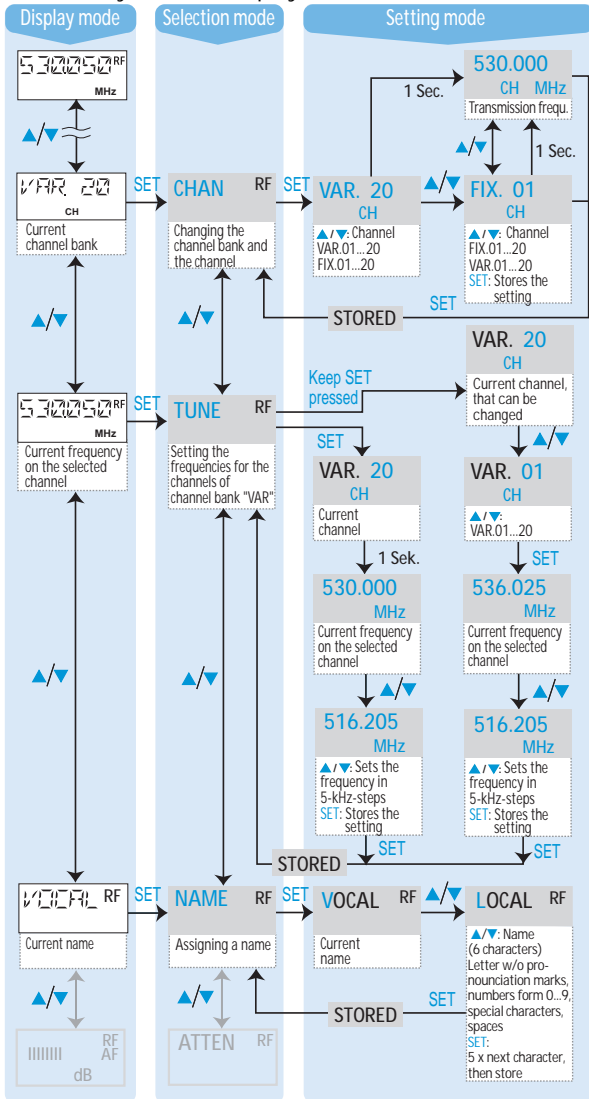 Display mode
Selection mode
Setting mode
530.050 RF
MHz
530.000
CH MHz
Transmission frequ.
1 Sec.
▲/▼
▲/▼
1 Sec.
VAR. 20
CH
Current
channel bank
SET
CHAN RF
Changing the
channel bank and
the channel
SET
VAR. 20
CH
▲/▼: Channel
VAR.01...20
FIX.01...20
▲/▼
FIX. 01
CH
▲/▼: Channel
FIX.01...20
VAR.01...20
SET: Stores the
setting
SET
STORED
▲/▼
▲/▼
VAR. 20
CH
Current channel,
that can be
changed
Keep SET
pressed
530.050 RF
MHz
Current frequency
on the selected
channel
SET
TUNE RF
Setting the
frequencies for the
channels of
channel bank "VAR"
SET
▲/▼
VAR. 20
CH
Current
channel
VAR. 01
CH
▲/▼:
VAR.01...20
1 Sek.
SET
530.000
MHz
Current frequency
on the selected
channel
536.025
MHz
Current frequency
on the selected
channel
▲/▼
▲/▼
▲/▼
▲/▼
516.205
MHz
▲/▼: Sets the
frequency in
5-kHz-steps
SET: Stores the
setting
516.205
MHz
▲/▼: Sets the
frequency in
5-kHz-steps
SET: Stores the
setting
SET
SET
STORED
VOCAL RF
Current name
SET
NAME RF
Assigning a name
SET
VOCAL RF
Current
name
▲/▼
LOCAL RF
▲/▼: Name
(6 characters)
Letter w/o pro-
nounciation marks,
numbers form 0...9,
special characters,
spaces
SET:
5 x next character,
then store
SET
STORED
▲/▼
▲/▼
RF
AF
dB
ATTEN RF